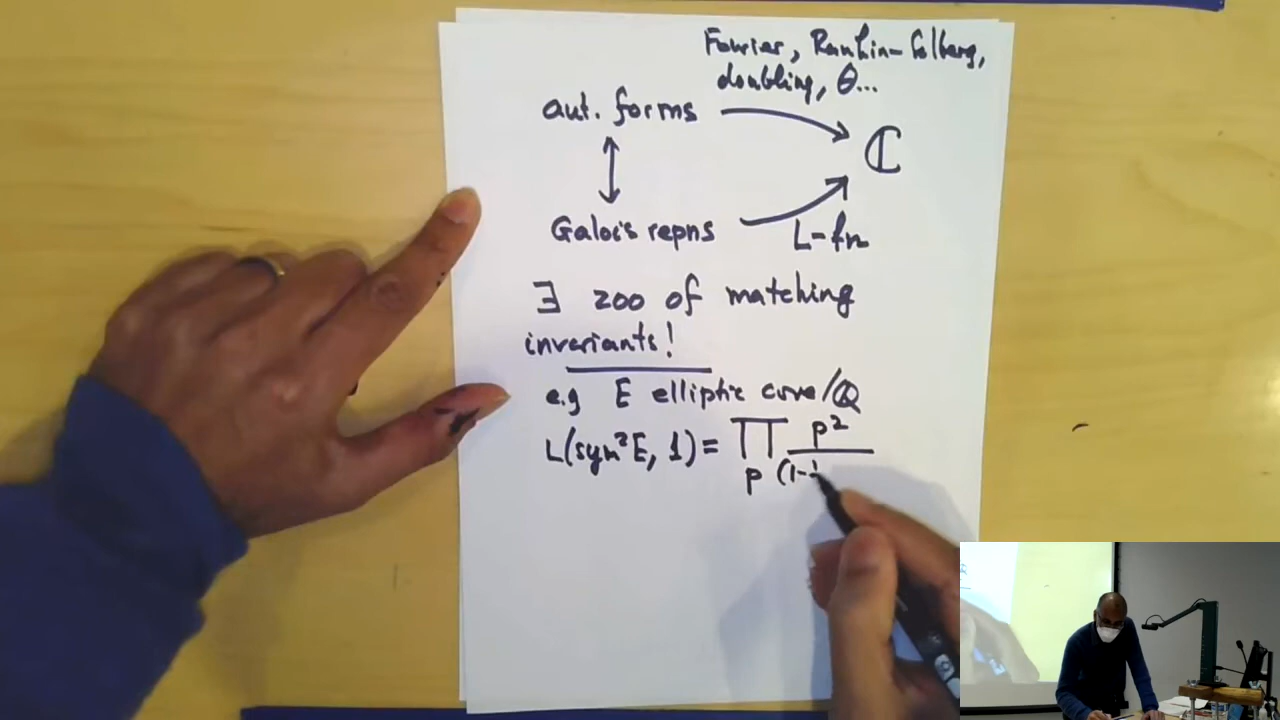 Fourier, Rankin-Selberg,
doubling, Θ...
aut. forms
ℂ
Galois repns
L-fn
∃ zoo of matching
invariants!
e.g E elliptic curve/ℚ
L(sym²E, 1) = ∏ p²
p (1-